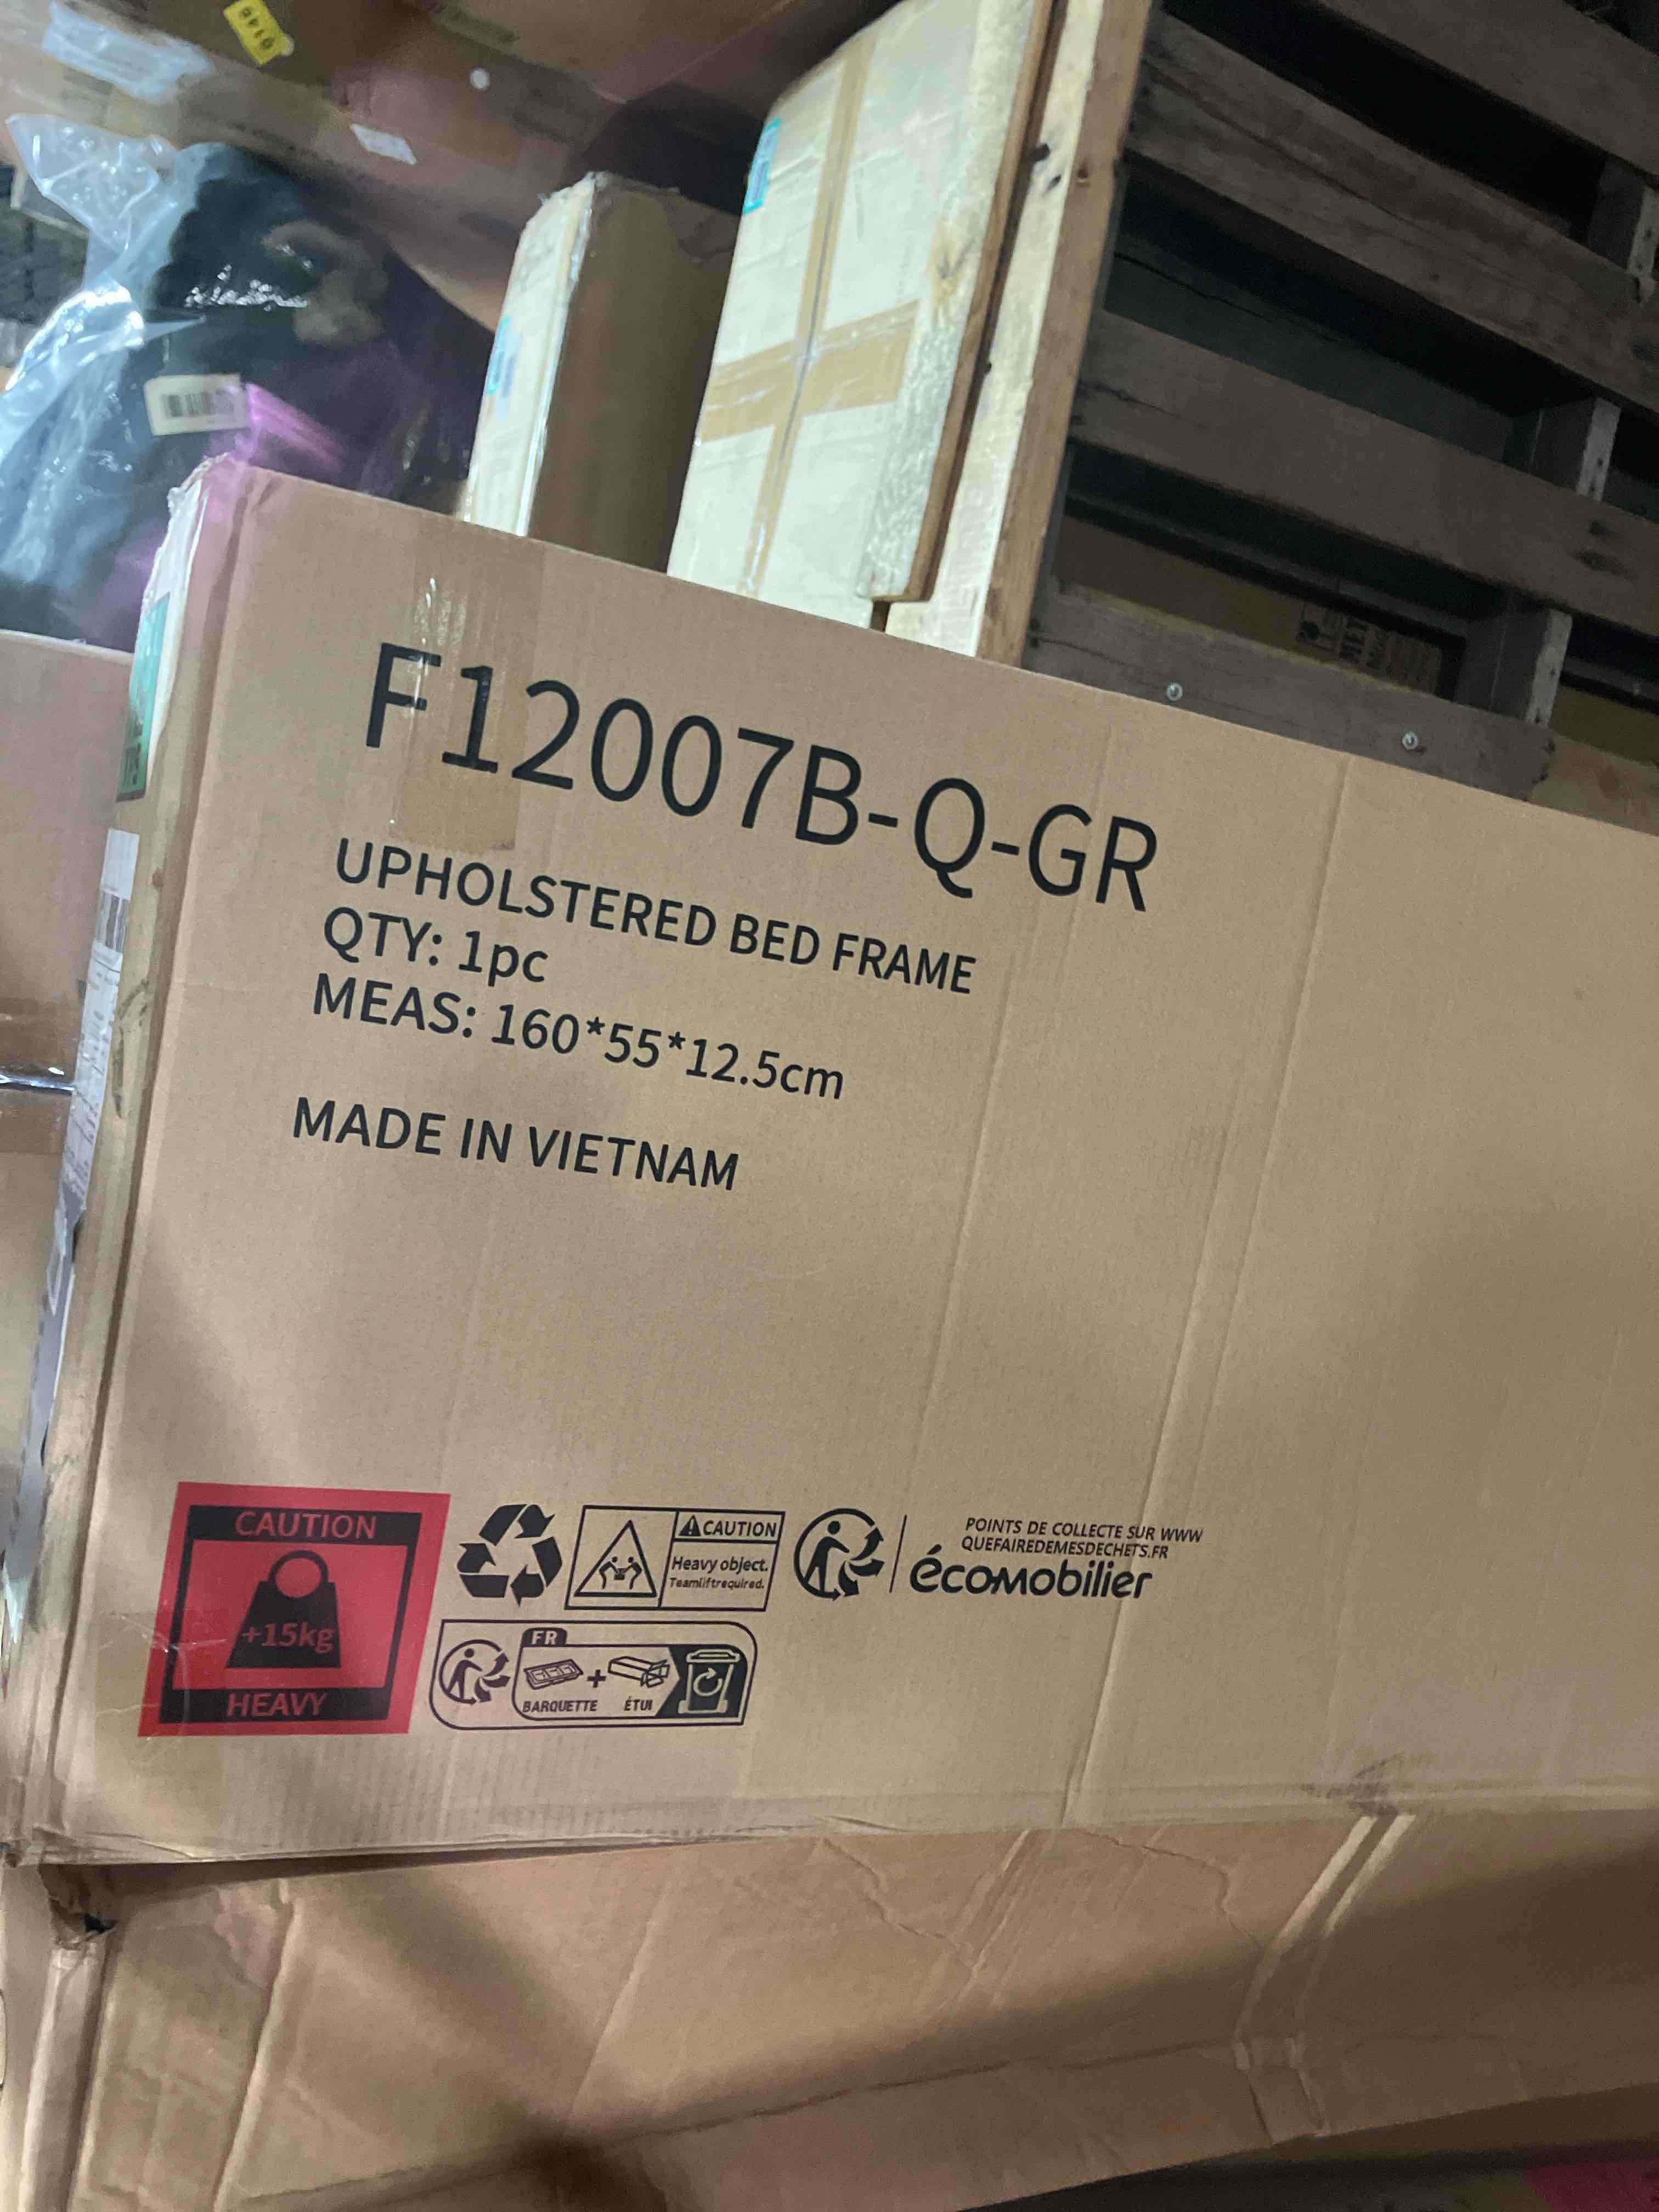 014B
F12007B-Q-GR
UPHOLSTERED BED FRAME
QTY: 1pc
MEAS: 160*55*12.5cm
MADE IN VIETNAM
CAUTION
+15kg
HEAVY
CAUTION
Heavy object.
Teamliftrequired.
POINTS DE COLLECTE SUR WWW
QUEFAIREDEMESDECHETS.FR
écomobilier
FR
BARQUETTE + ÉTUI